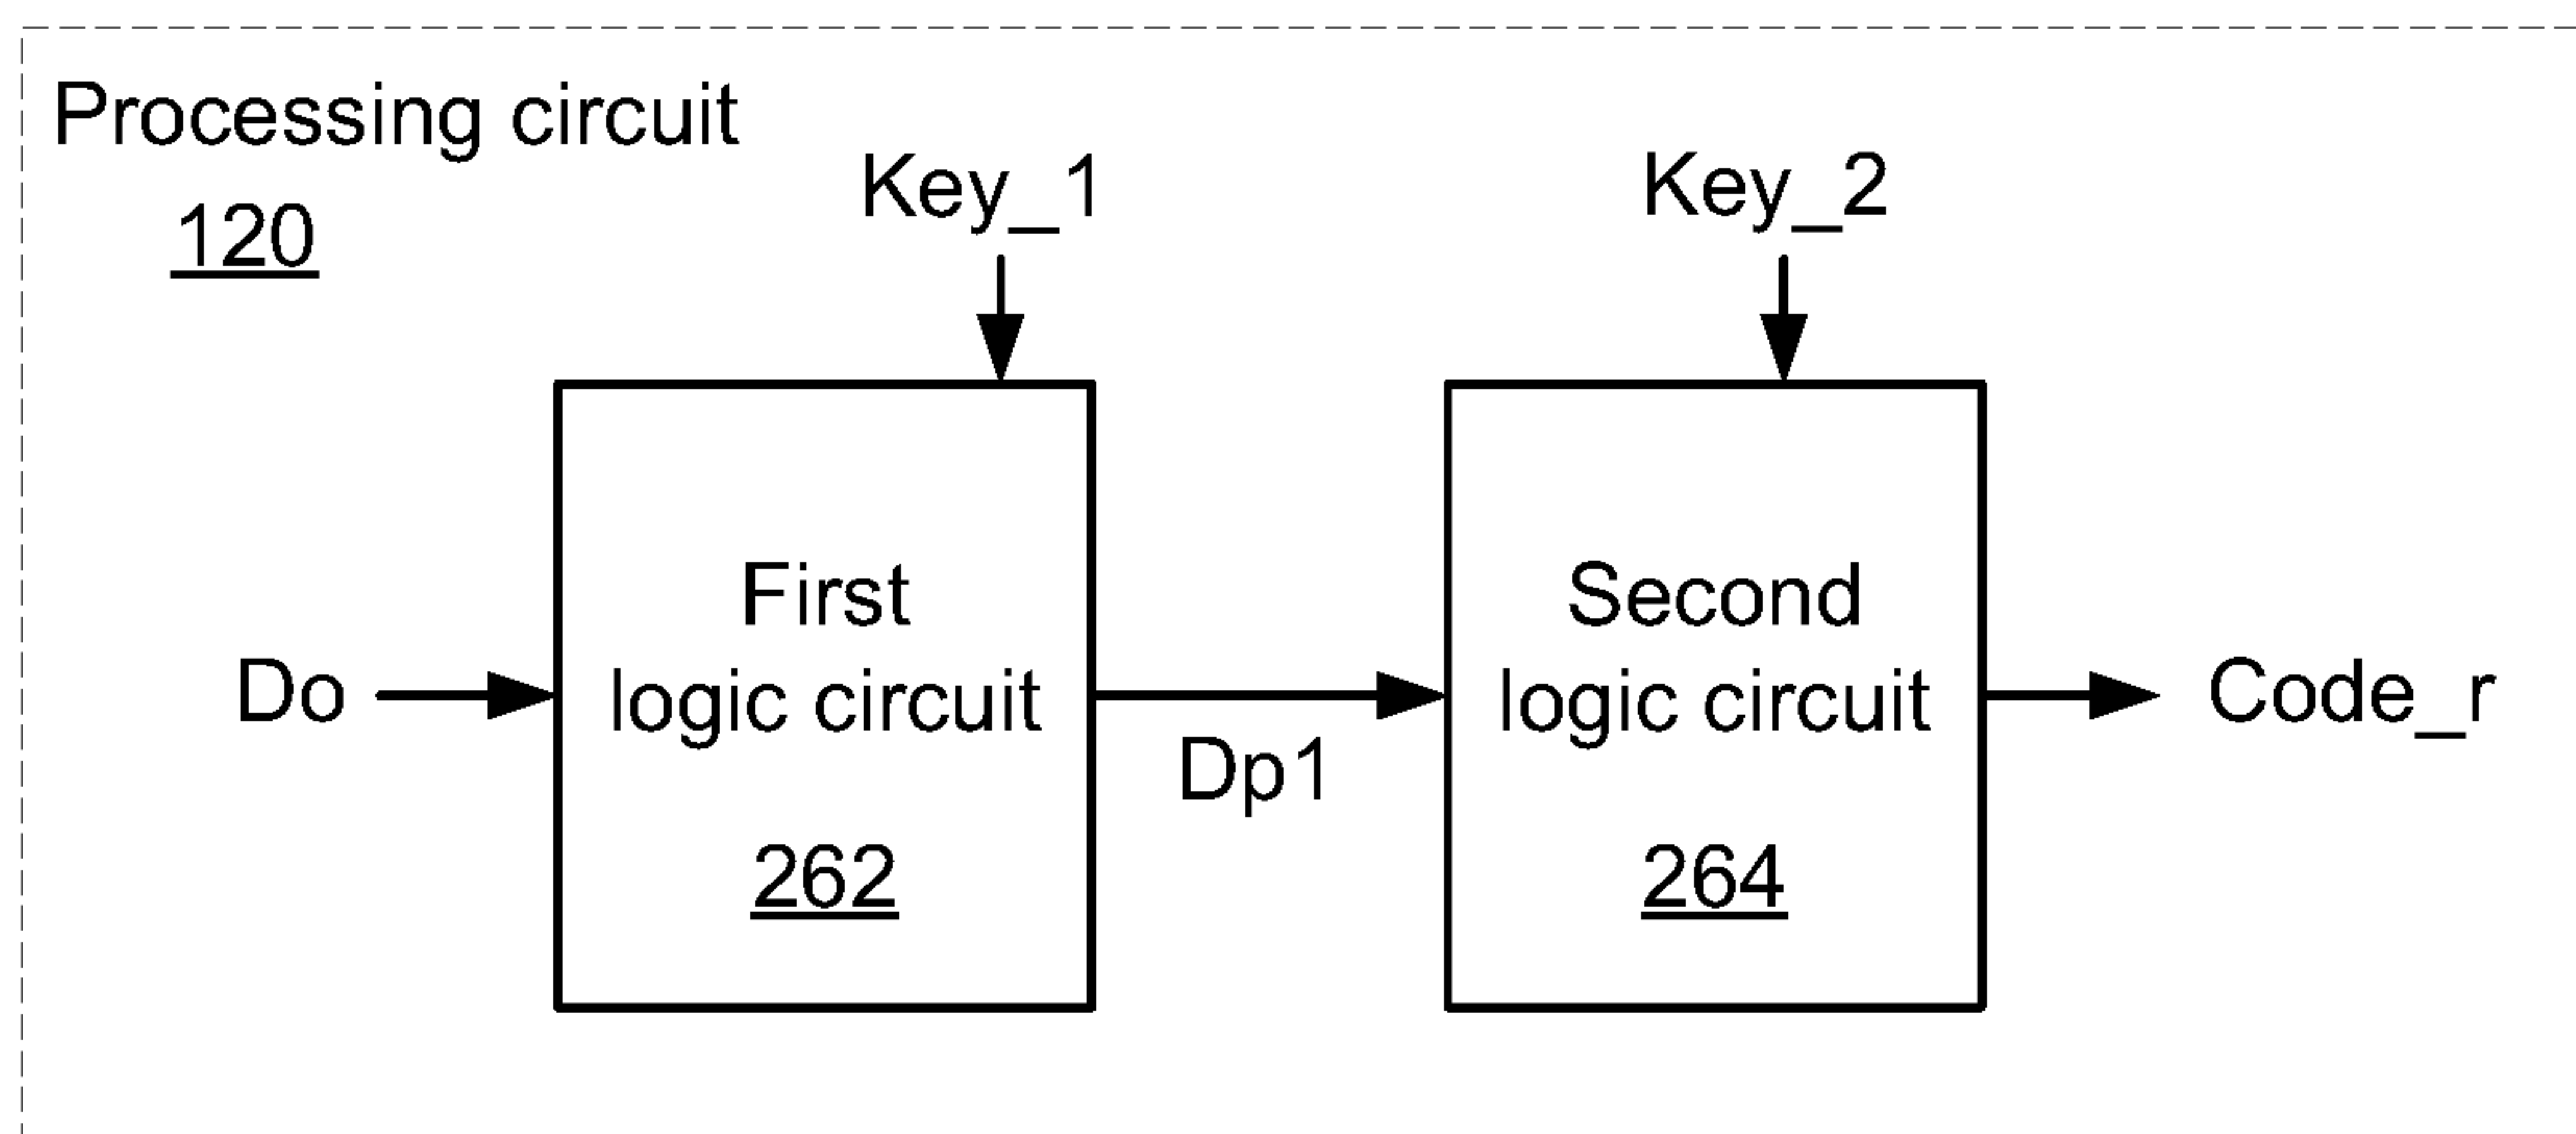 Processing circuit
120
Key_1
Key_2
First
logic circuit
262
Second
logic circuit
264
Do
Dp1
Code_r